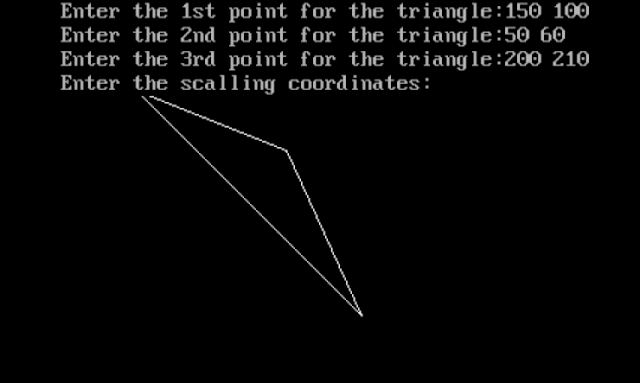 Enter the 1st point for the triangle:150 100
Enter the 2nd point for the triangle:50 60
Enter the 3rd point for the triangle:200 210
Enter the scalling coordinates: